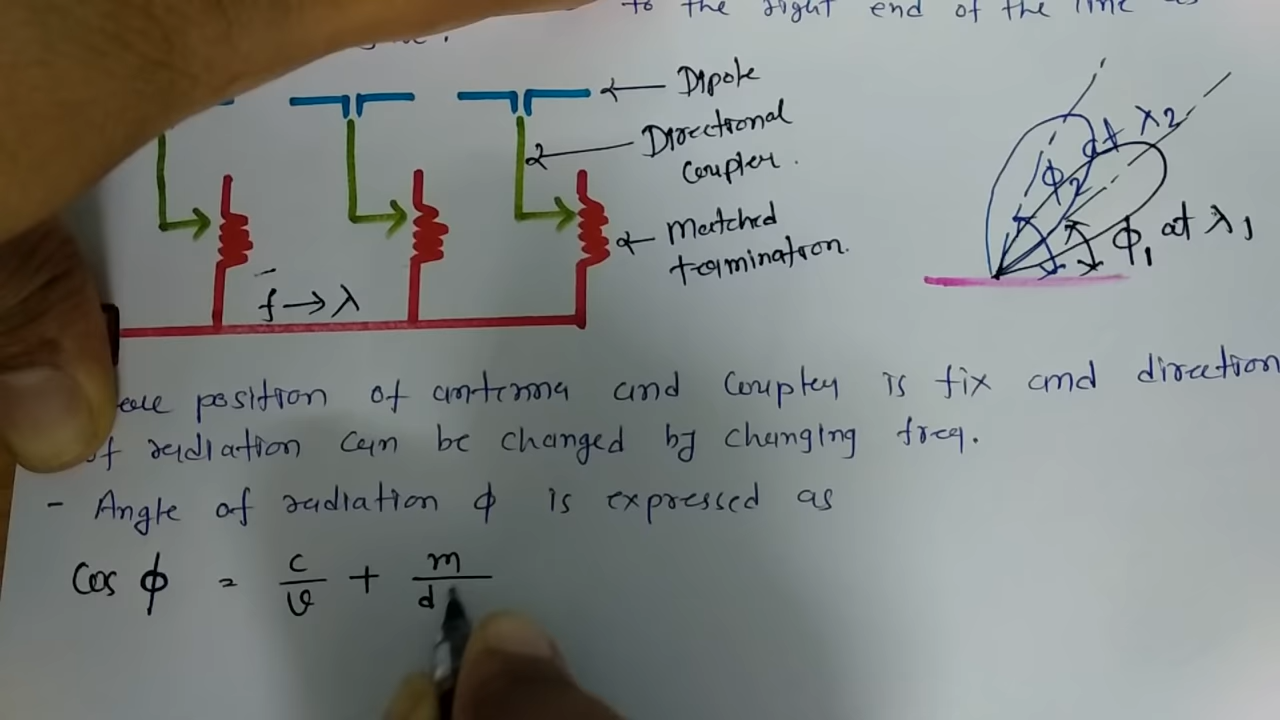 to the right end of the line as
Dipole
Directional
Coupler.
Matched
termination.
f → λ
ϕ2 at λ2
ϕ1 at λ1
position of antenna and Coupler is fix and direction
of radiation can be changed by changing freq.
- Angle of radiation ϕ is expressed as
Cos ϕ = c/v + m/d